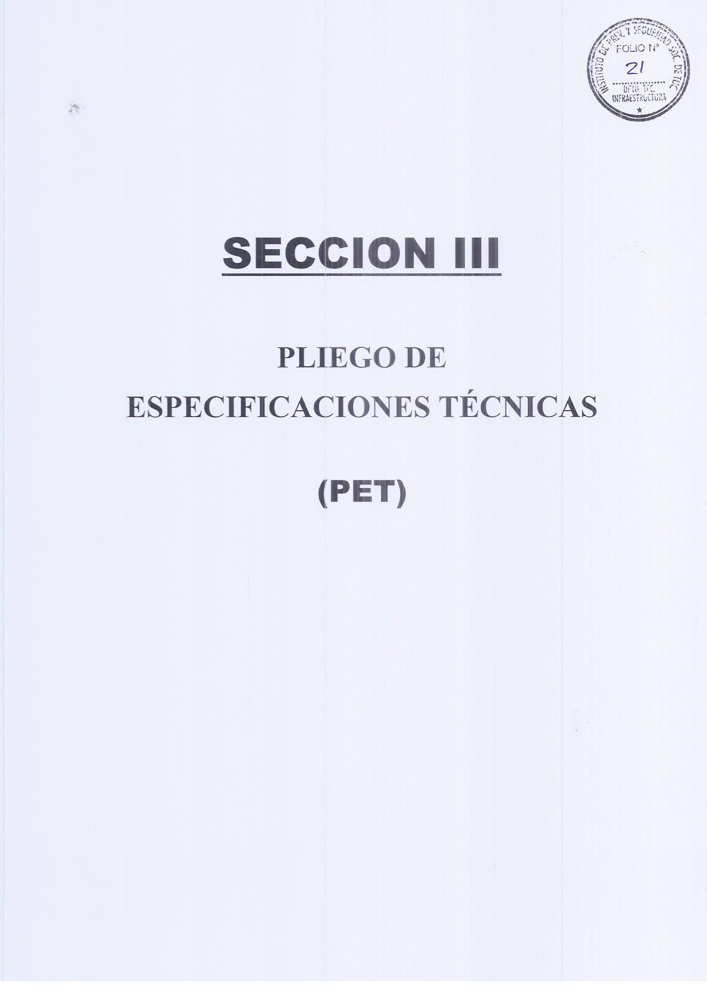 INSTITUTO DE PREV. Y SEGURIDAD SOC. DE TUC
FOLIO N°
21
DPTO TEC.
INFRAESTRUCTURA
SECCION III
PLIEGO DE
ESPECIFICACIONES TÉCNICAS
(PET)